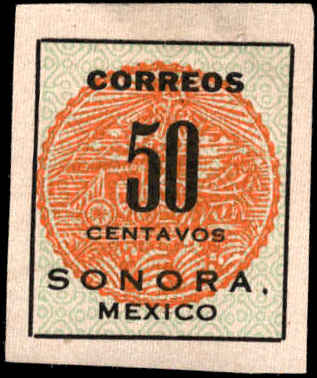 CORREOS
50
CENTAVOS
SONORA.
MEXICO